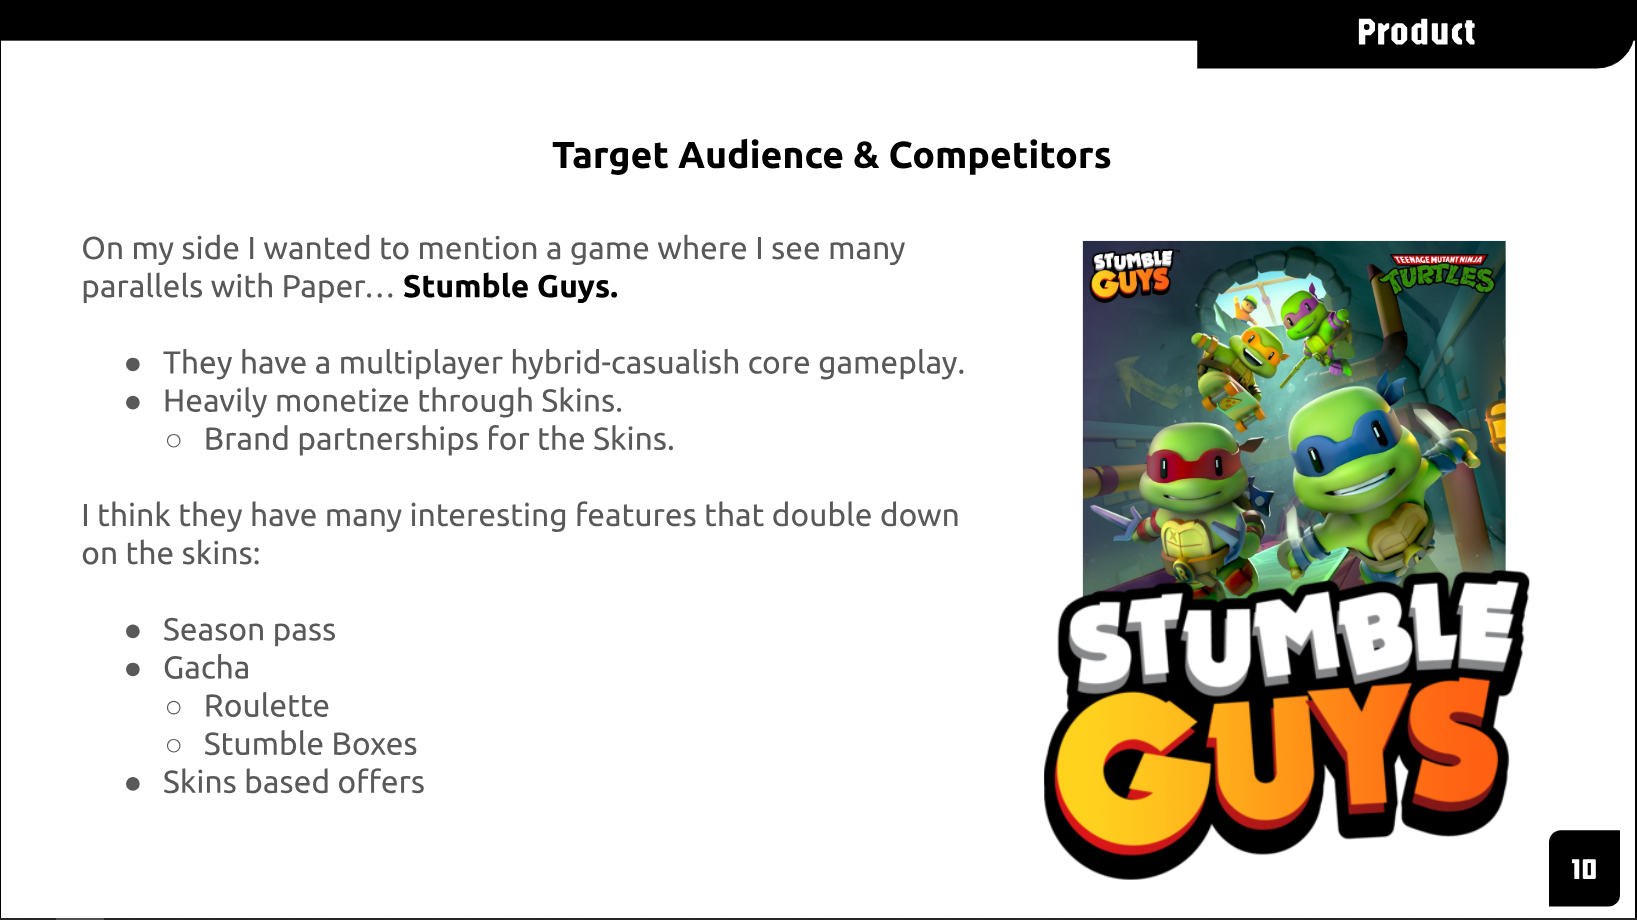 Product
Target Audience & Competitors
On my side I wanted to mention a game where I see many
parallels with Paper... Stumble Guys.
● They have a multiplayer hybrid-casualish core gameplay.
● Heavily monetize through Skins.
○ Brand partnerships for the Skins.
I think they have many interesting features that double down
on the skins:
● Season pass
● Gacha
○ Roulette
○ Stumble Boxes
● Skins based offers
STUMBLE
GUYS
TEENAGE MUTANT NINJA
TURTLES
STUMBLE
GUYS
10